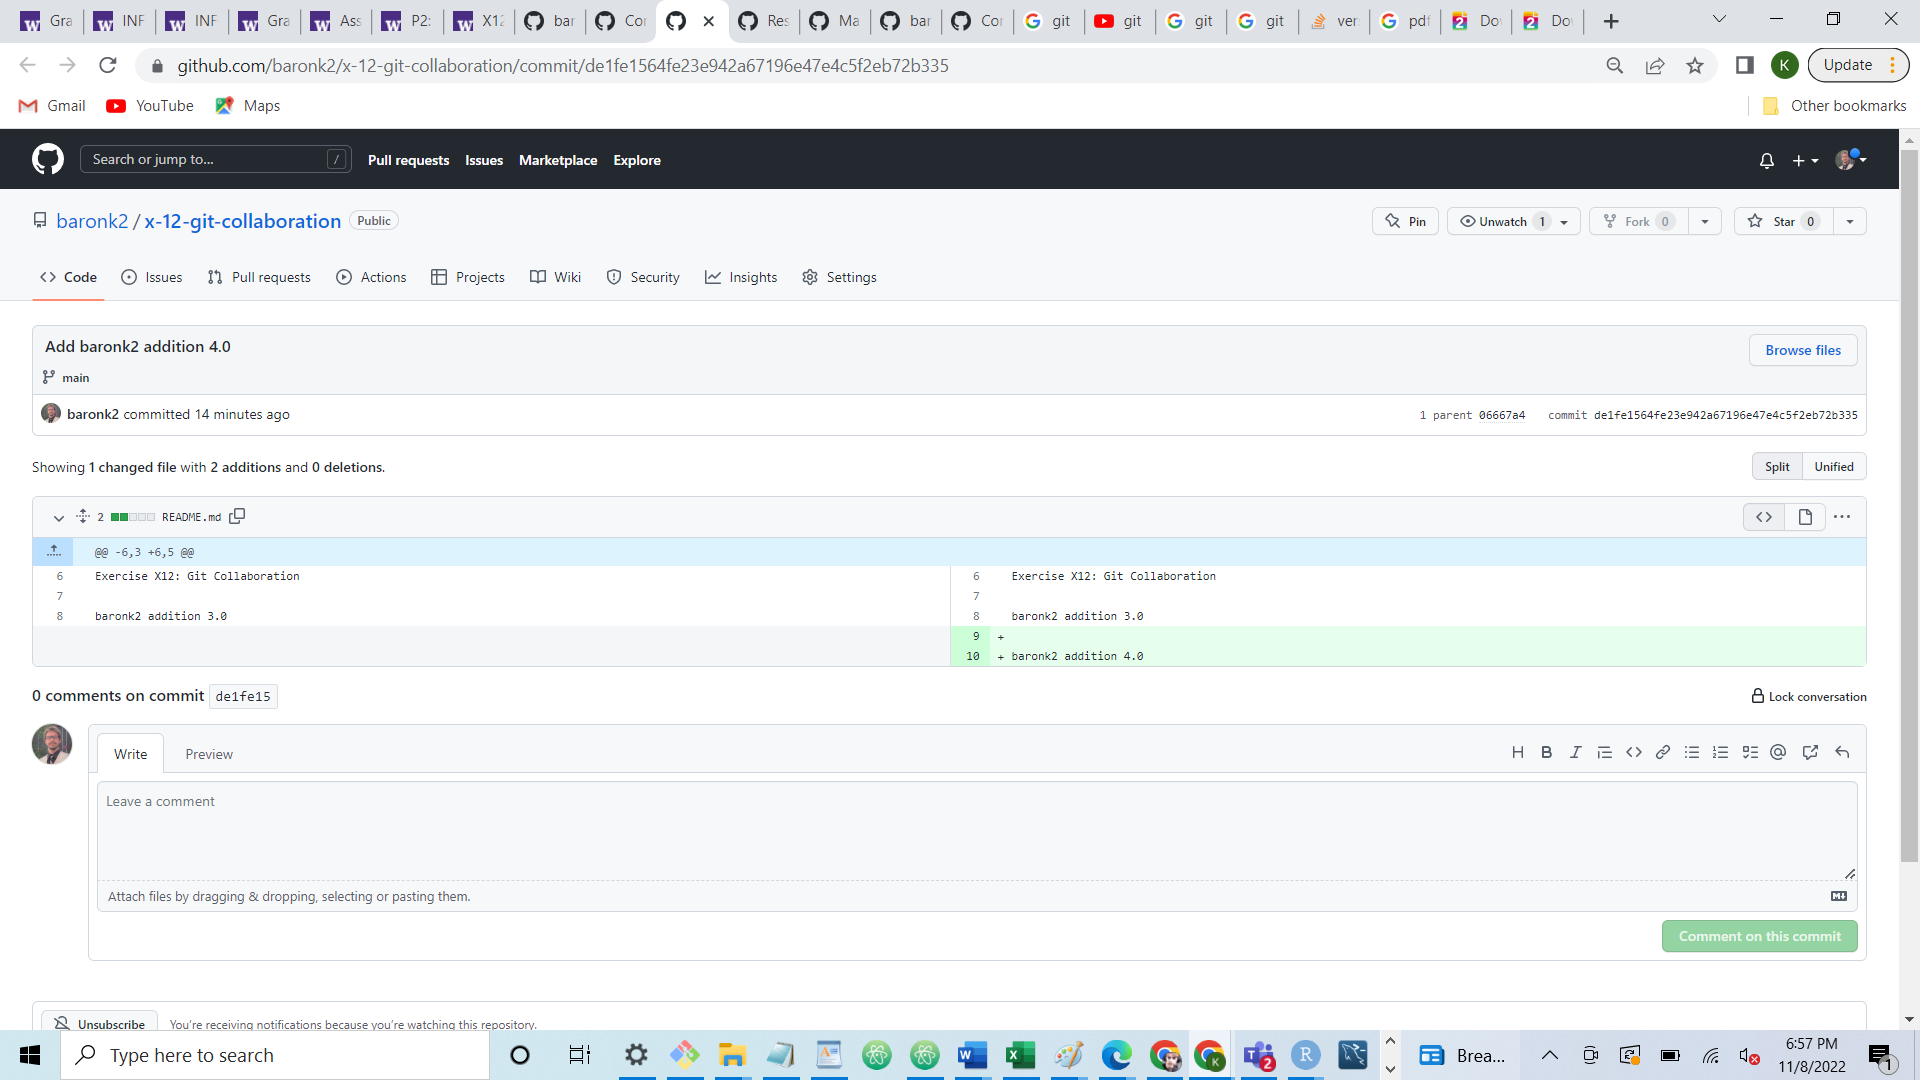 Gra
INF
INF
Gra
Ass
P2:
X12
bar
Cor
Res
Ma
bar
Cor
git
git
git
git
ver
pdf
Do
Do
github.com/baronk2/x-12-git-collaboration/commit/de1fe1564fe23e942a67196e47e4c5f2eb72b335
K
Update
Gmail
YouTube
Maps
Other bookmarks
Search or jump to...
/
Pull requests
Issues
Marketplace
Explore
baronk2 / x-12-git-collaboration Public
Pin
Unwatch 1
Fork 0
Star 0
Code
Issues
Pull requests
Actions
Projects
Wiki
Security
Insights
Settings
Add baronk2 addition 4.0
Browse files
main
baronk2 committed 14 minutes ago
1 parent 06667a4 commit de1fe1564fe23e942a67196e47e4c5f2eb72b335
Showing 1 changed file with 2 additions and 0 deletions.
Split Unified
2 README.md
@@ -6,3 +6,5 @@
6 Exercise X12: Git Collaboration
6 Exercise X12: Git Collaboration
7
7
8 baronk2 addition 3.0
8 baronk2 addition 3.0
9 +
10 + baronk2 addition 4.0
0 comments on commit de1fe15
Lock conversation
Write
Preview
Leave a comment
Attach files by dragging & dropping, selecting or pasting them.
Comment on this commit
Unsubscribe You're receiving notifications because you're watching this repository.
Type here to search
Brea...
6:57 PM
11/8/2022
1